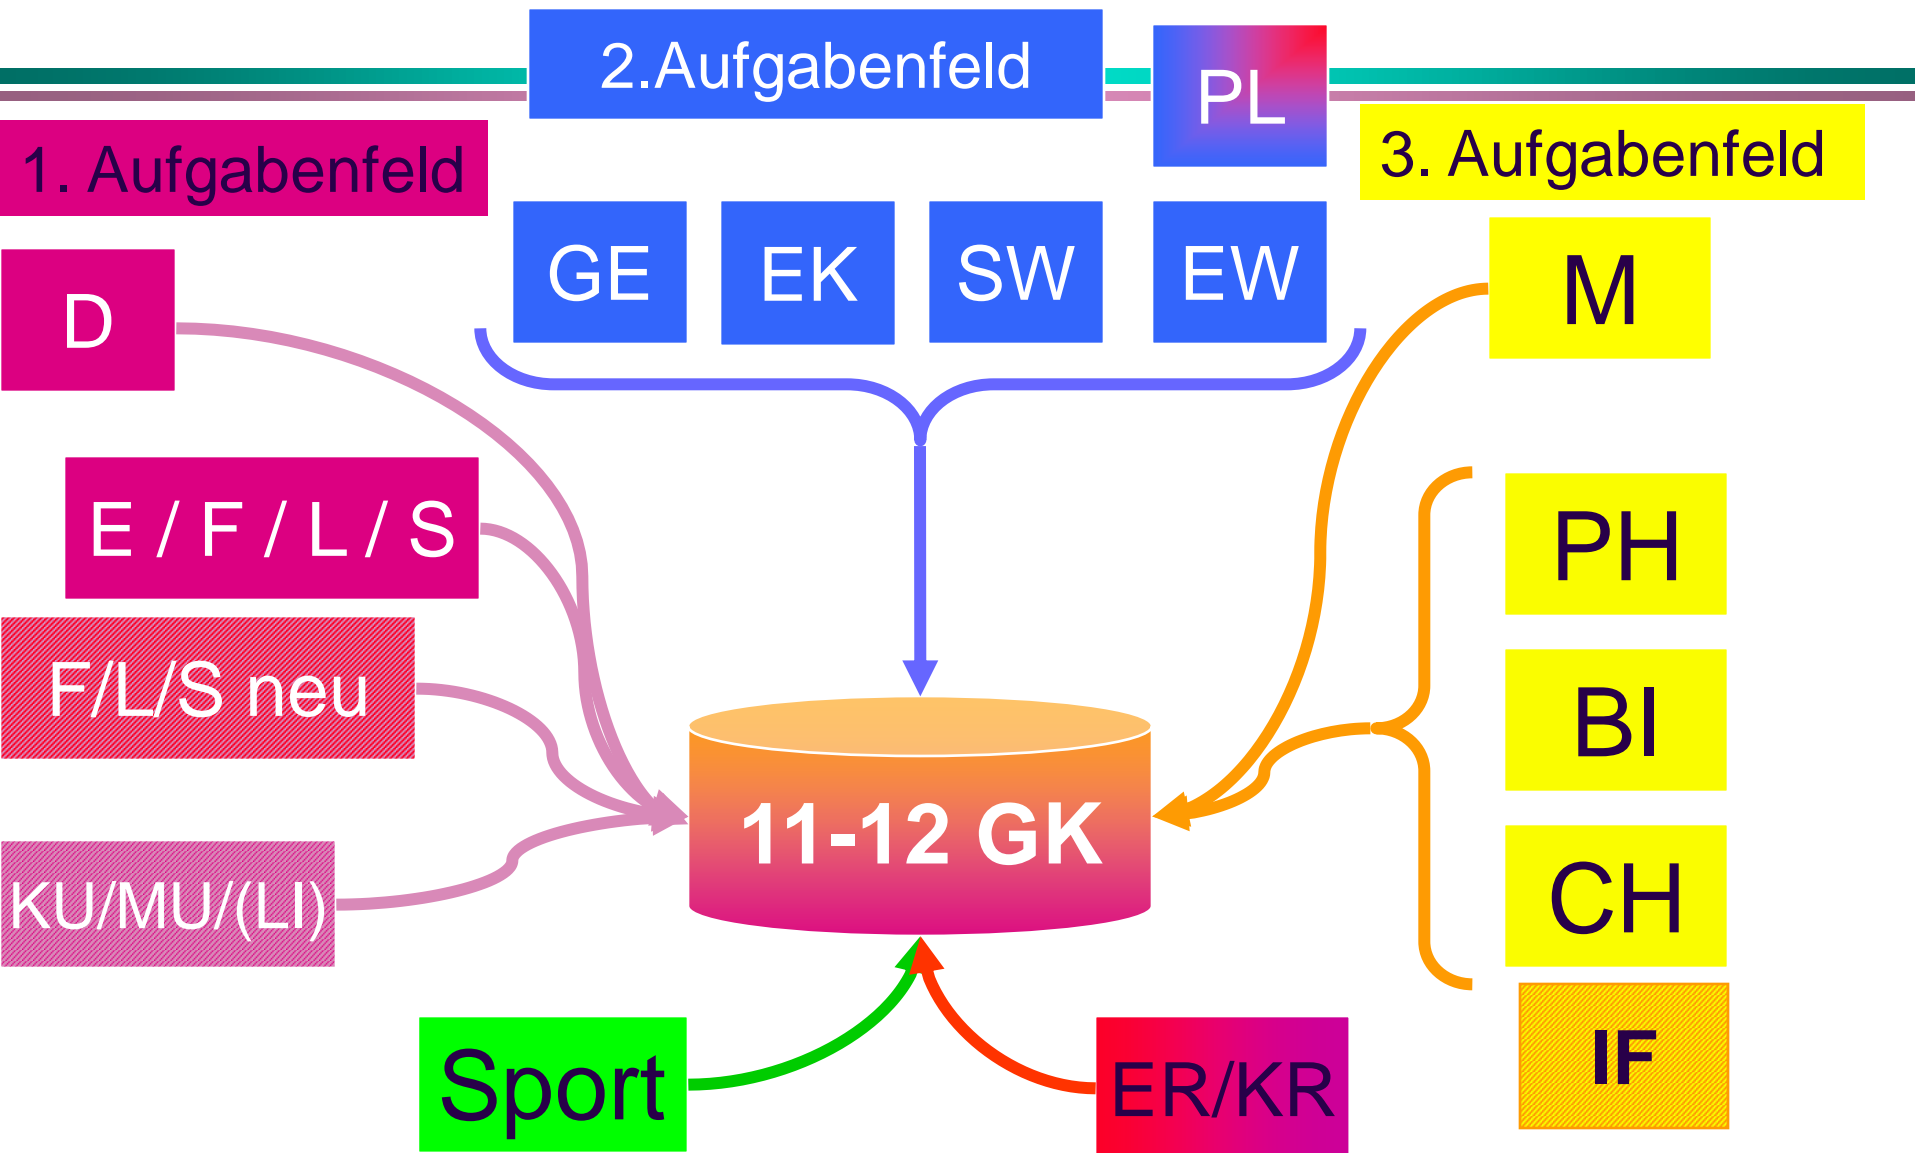 2.Aufgabenfeld
PL
1. Aufgabenfeld
3. Aufgabenfeld
GE
EK
SW
EW
M
D
E / F / L / S
PH
F/L/S neu
BI
11-12 GK
KU/MU/(LI)
CH
Sport
ER/KR
IF